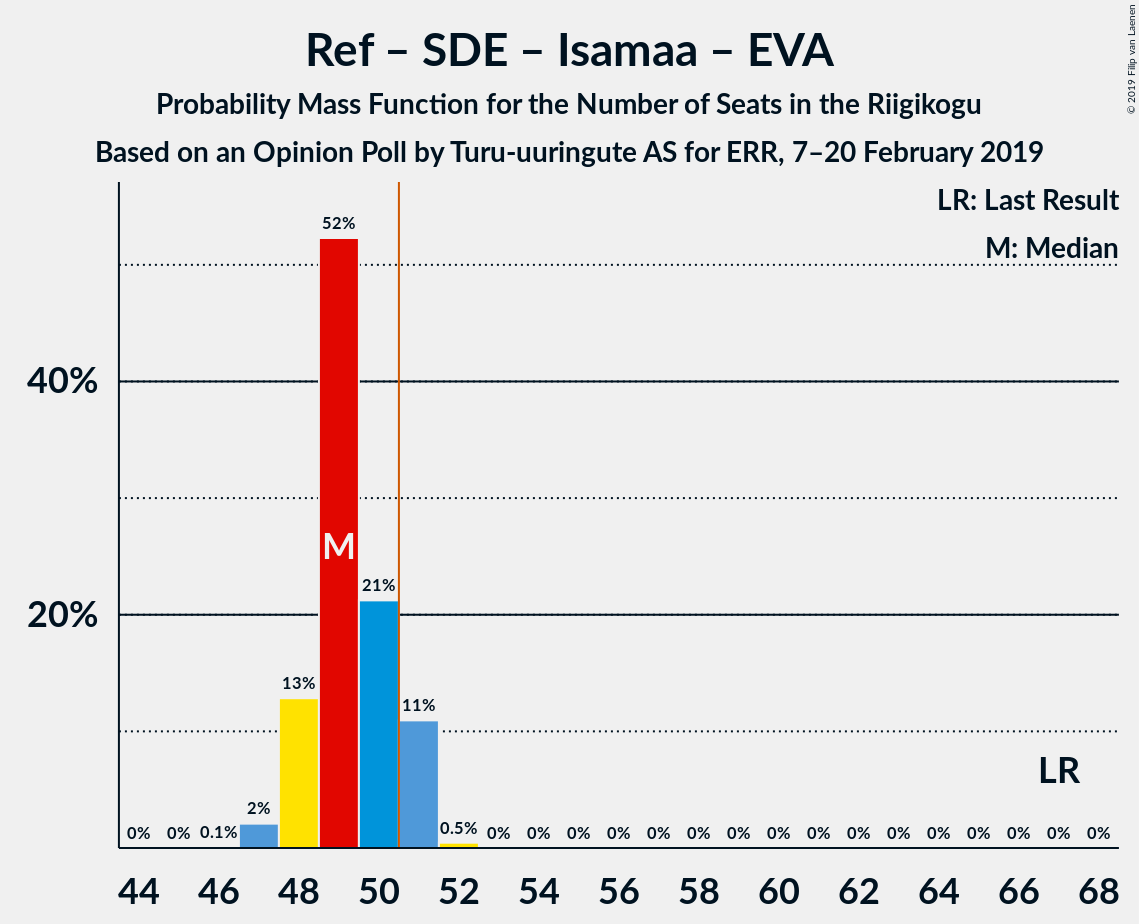 Ref – SDE – Isamaa – EVA
Probability Mass Function for the Number of Seats in the Riigikogu
Based on an Opinion Poll by Turu-uuringute AS for ERR, 7–20 February 2019
© 2019 Filip van Laenen
LR: Last Result
M: Median
52%
40%
M
21%
20%
13%
11%
LR
2%
0% 0% 0.1% 0.5% 0% 0% 0% 0% 0% 0% 0% 0% 0% 0% 0% 0% 0% 0% 0% 0%
44 46 48 50 52 54 56 58 60 62 64 66 68